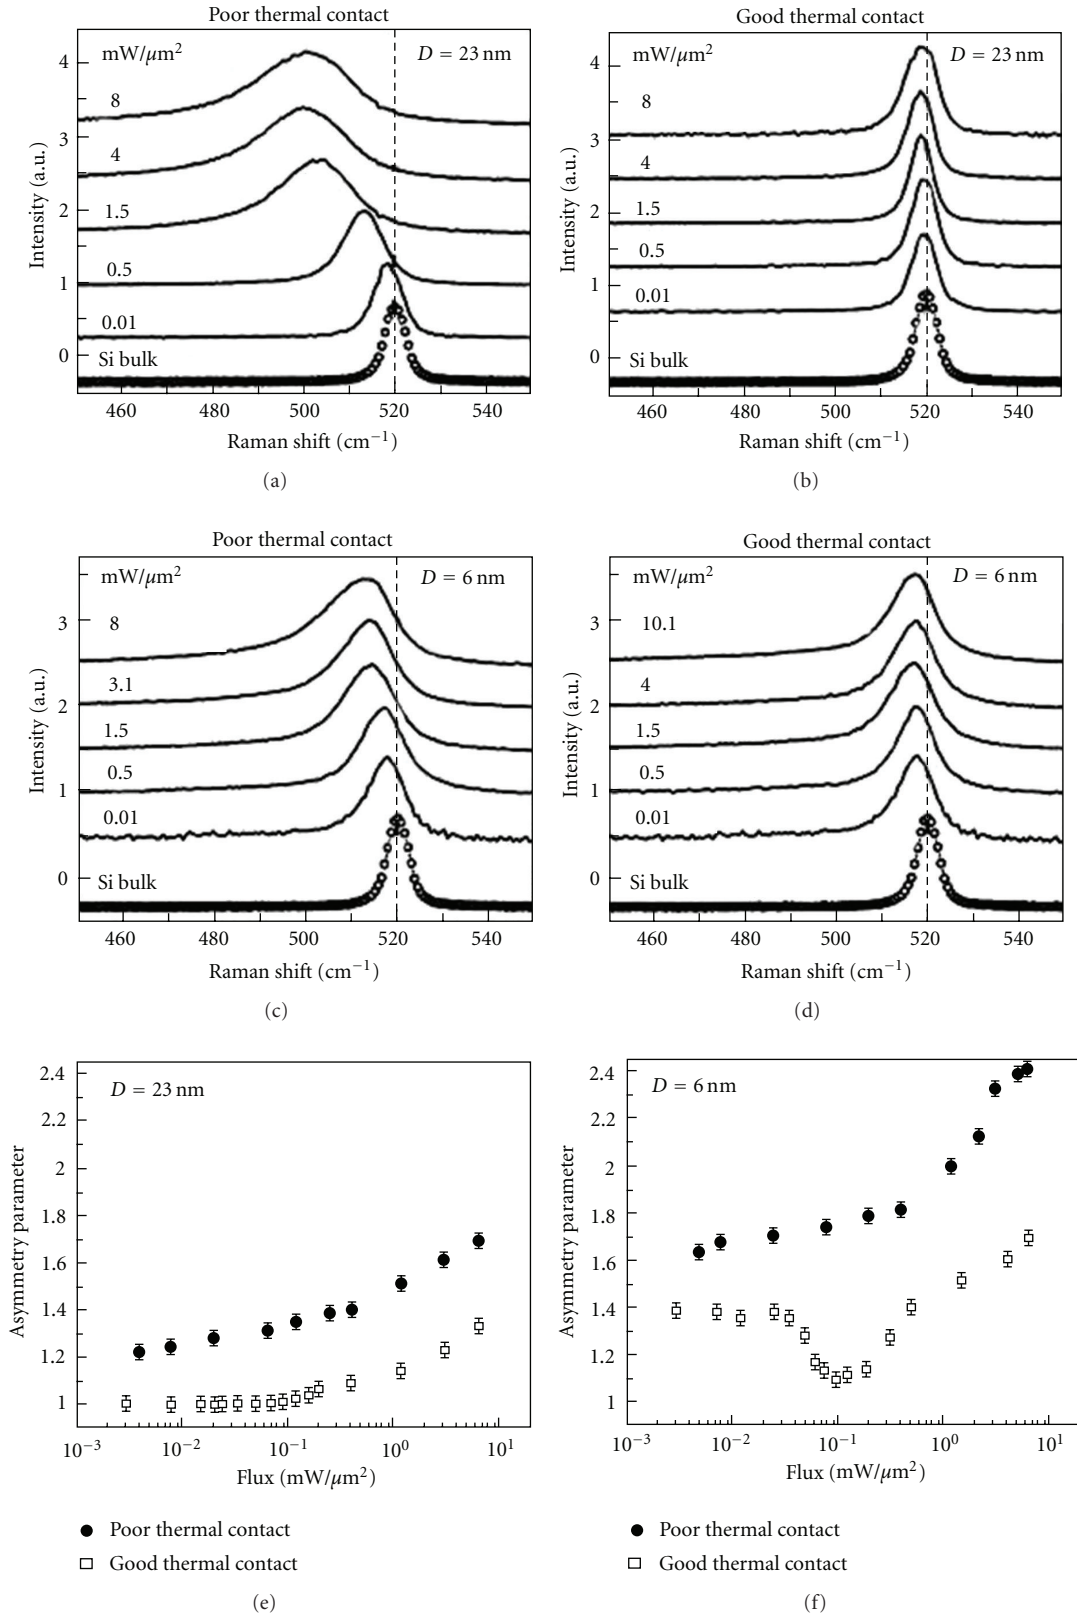 Poor thermal contact
mW/μm²
D = 23 nm
4
8
3
4
2
1.5
0.5
1
0.01
0
Si bulk
Intensity (a.u.)
460 480 500 520 540
Raman shift (cm⁻¹)
(a)
Good thermal contact
mW/μm²
D = 23 nm
4
8
3
4
2
1.5
0.5
1
0.01
0
Si bulk
Intensity (a.u.)
460 480 500 520 540
Raman shift (cm⁻¹)
(b)
Poor thermal contact
mW/μm²
D = 6 nm
3
8
3.1
2
1.5
1
0.5
0.01
0
Si bulk
Intensity (a.u.)
460 480 500 520 540
Raman shift (cm⁻¹)
(c)
Good thermal contact
mW/μm²
D = 6 nm
3
10.1
4
2
1.5
1
0.5
0.01
0
Si bulk
Intensity (a.u.)
460 480 500 520 540
Raman shift (cm⁻¹)
(d)
2.4
D = 23 nm
2.2
2
1.8
1.6
1.4
1.2
1
Asymmetry parameter
10⁻³ 10⁻² 10⁻¹ 10⁰ 10¹
Flux (mW/μm²)
Poor thermal contact
Good thermal contact
(e)
2.4
D = 6 nm
2.2
2
1.8
1.6
1.4
1.2
1
Asymmetry parameter
10⁻³ 10⁻² 10⁻¹ 10⁰ 10¹
Flux (mW/μm²)
Poor thermal contact
Good thermal contact
(f)